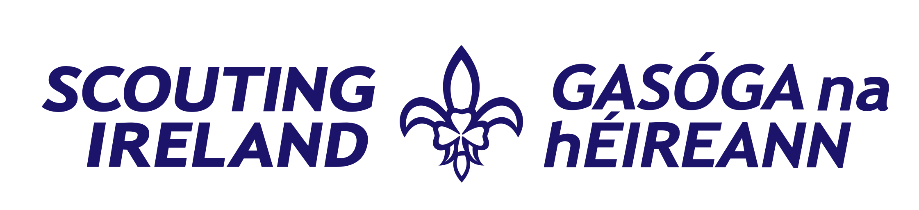 SCOUTING
IRELAND
GASÓGA na
hÉIREANN